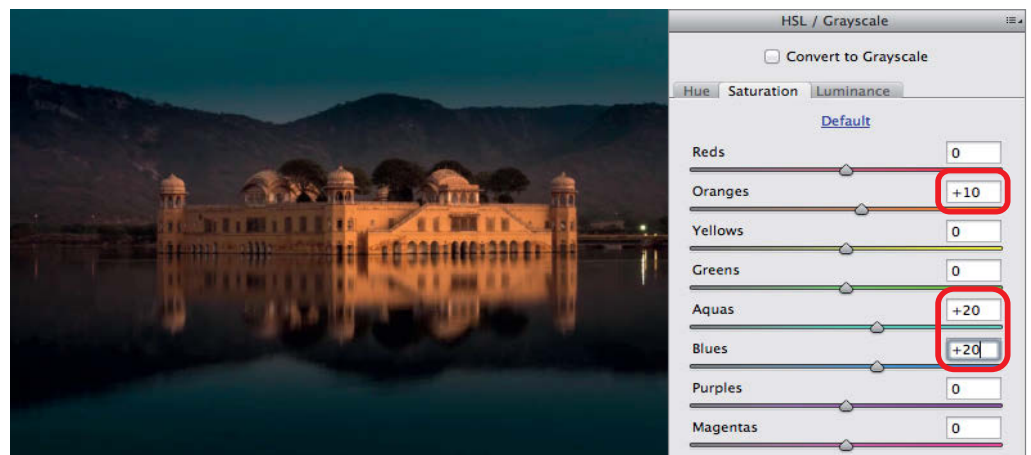 HSL / Grayscale
Convert to Grayscale
Hue Saturation Luminance
Default
Reds 0
Oranges +10
Yellows 0
Greens 0
Aquas +20
Blues +20
Purples 0
Magentas 0